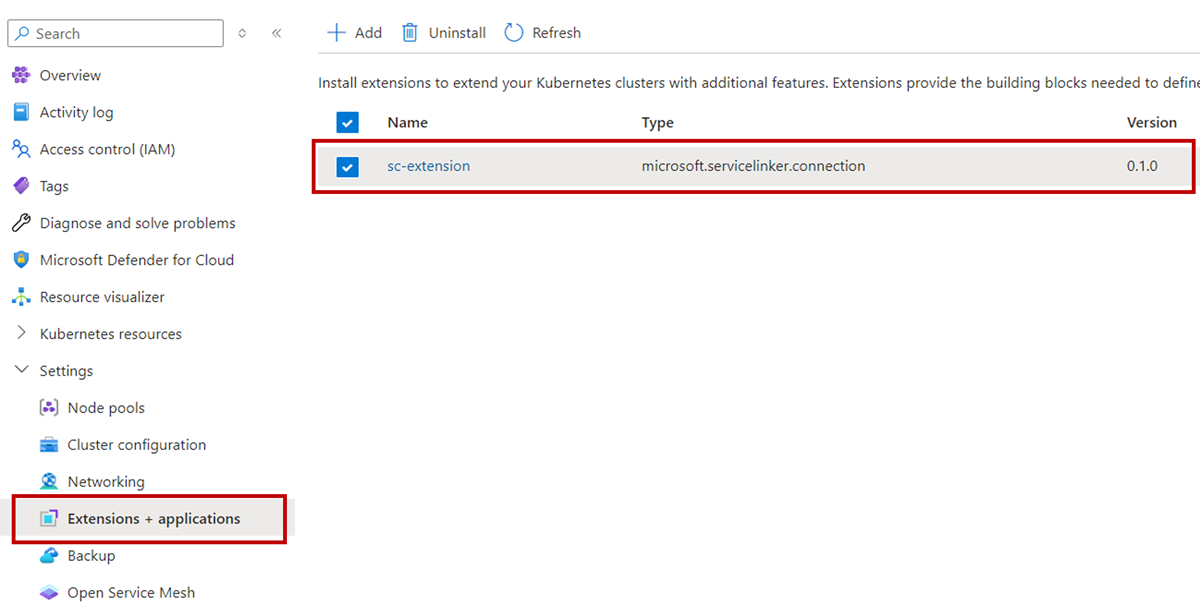 Search
Overview
Activity log
Access control (IAM)
Tags
Diagnose and solve problems
Microsoft Defender for Cloud
Resource visualizer
Kubernetes resources
Settings
Node pools
Cluster configuration
Networking
Extensions + applications
Backup
Open Service Mesh
Add Uninstall Refresh
Install extensions to extend your Kubernetes clusters with additional features. Extensions provide the building blocks needed to define
Name Type Version
sc-extension microsoft.servicelinker.connection 0.1.0